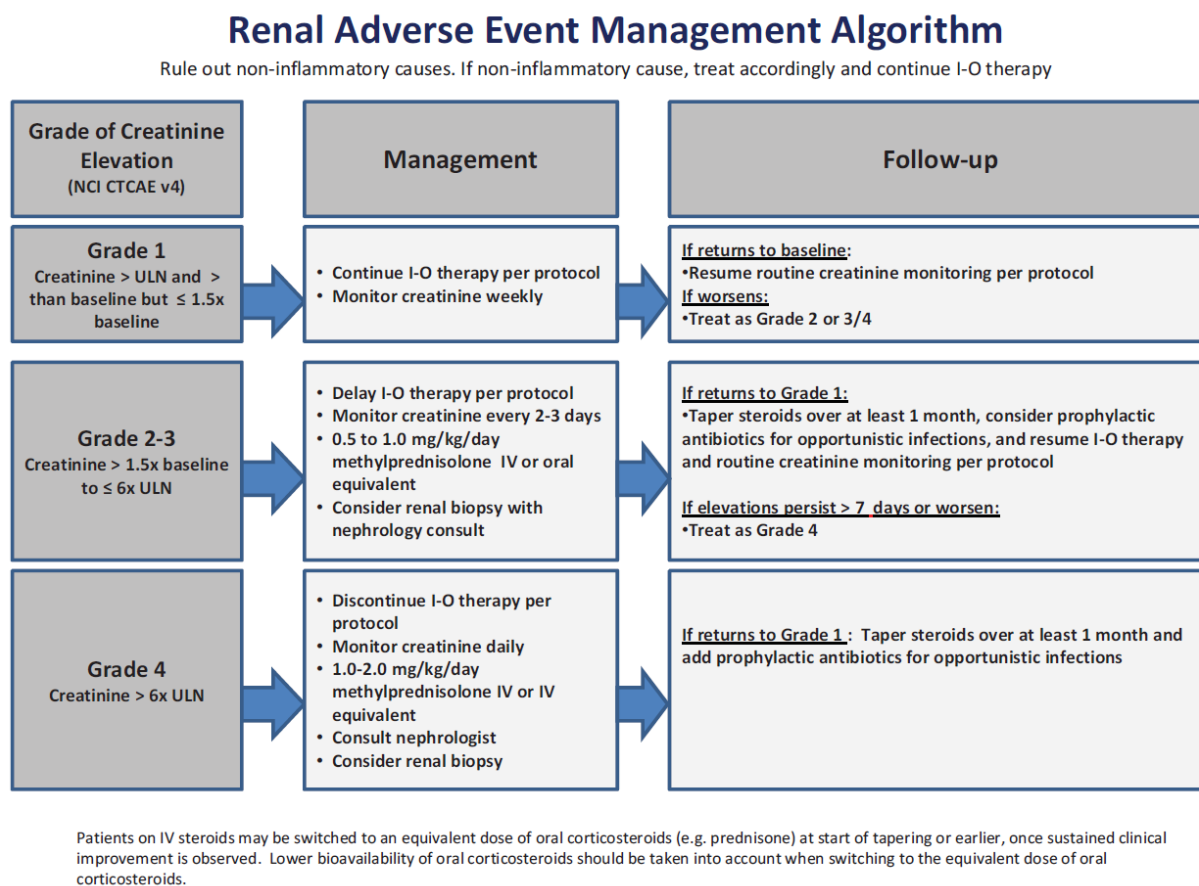 Renal Adverse Event Management Algorithm
Rule out non-inflammatory causes. If non-inflammatory cause, treat accordingly and continue I-O therapy
Grade of Creatinine
Elevation
(NCI CTCAE v4)
Management
Follow-up
Grade 1
Creatinine > ULN and >
than baseline but ≤ 1.5x
baseline
• Continue I-O therapy per protocol
• Monitor creatinine weekly
If returns to baseline:
•Resume routine creatinine monitoring per protocol
If worsens:
•Treat as Grade 2 or 3/4
Grade 2-3
Creatinine > 1.5x baseline
to ≤ 6x ULN
• Delay I-O therapy per protocol
• Monitor creatinine every 2-3 days
• 0.5 to 1.0 mg/kg/day
methylprednisolone IV or oral
equivalent
• Consider renal biopsy with
nephrology consult
If returns to Grade 1:
•Taper steroids over at least 1 month, consider prophylactic
antibiotics for opportunistic infections, and resume I-O therapy
and routine creatinine monitoring per protocol
If elevations persist > 7 days or worsen:
•Treat as Grade 4
Grade 4
Creatinine > 6x ULN
• Discontinue I-O therapy per
protocol
• Monitor creatinine daily
• 1.0-2.0 mg/kg/day
methylprednisolone IV or IV
equivalent
• Consult nephrologist
• Consider renal biopsy
If returns to Grade 1 : Taper steroids over at least 1 month and
add prophylactic antibiotics for opportunistic infections
Patients on IV steroids may be switched to an equivalent dose of oral corticosteroids (e.g. prednisone) at start of tapering or earlier, once sustained clinical
improvement is observed. Lower bioavailability of oral corticosteroids should be taken into account when switching to the equivalent dose of oral
corticosteroids.